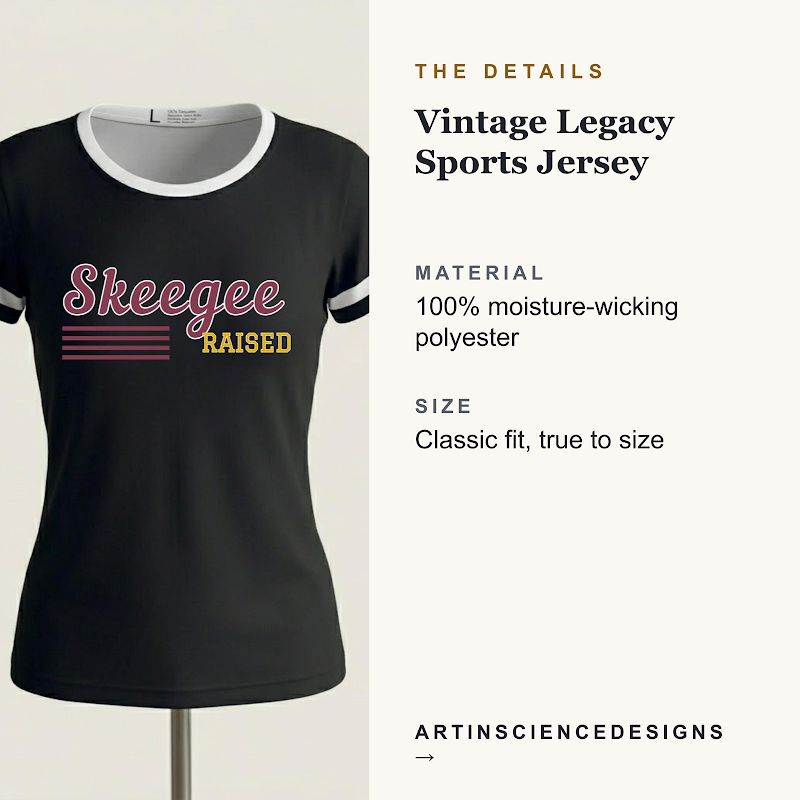 L
Skeegee
RAISED
THE DETAILS
Vintage Legacy
Sports Jersey
MATERIAL
100% moisture-wicking
polyester
SIZE
Classic fit, true to size
ARTINSCIENCEDESIGNS
→